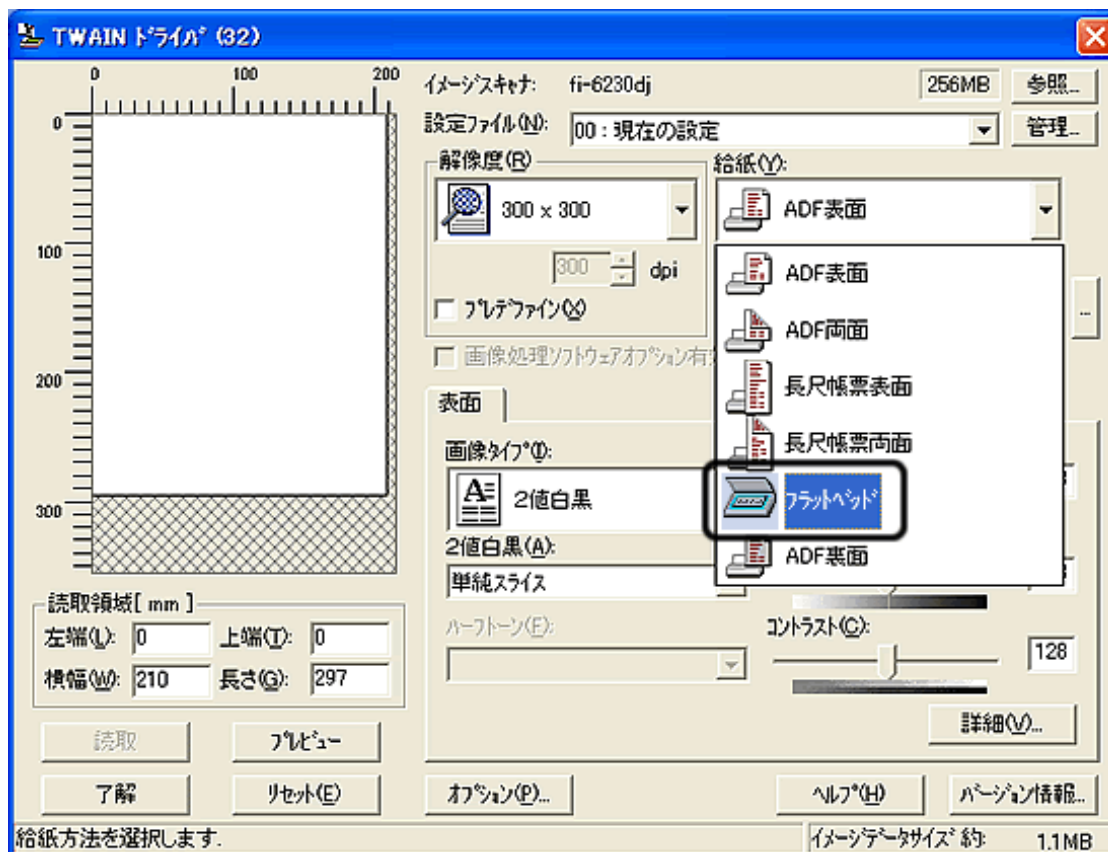 TWAIN ﾄﾞﾗｲﾊﾞ (32)
0 100 200
0
100
200
300
ｲﾒｰｼﾞｽｷｬﾅ: fi-6230dj 256MB 参照...
設定ﾌｧｲﾙ(N): 00 : 現在の設定 管理...
解像度(R)
300 x 300
300 dpi
ﾌﾟﾚﾃﾞﾌｧｲﾝ(X)
給紙(Y):
ADF表面
ADF表面
ADF両面
長尺帳票表面
長尺帳票両面
ﾌﾗｯﾄﾍﾞｯﾄﾞ
ADF裏面
...
画像処理ｿﾌﾄｳｪｱｵﾌﾟｼｮﾝ有
表面
画像ﾀｲﾌﾟ(I):
2値白黒
2値白黒(A):
単純ｽﾗｲｽ
ﾊｰﾌﾄｰﾝ(F):
ｺﾝﾄﾗｽﾄ(C):
128
詳細(V)...
読取領域[ mm ]
左端(L): 0 上端(T): 0
横幅(W): 210 長さ(G): 297
読取 ﾌﾟﾚﾋﾞｭｰ
了解 ﾘｾｯﾄ(E) ｵﾌﾟｼｮﾝ(P)... ﾍﾙﾌﾟ(H) ﾊﾞｰｼﾞｮﾝ情報...
給紙方法を選択します. ｲﾒｰｼﾞﾃﾞｰﾀｻｲｽﾞ 約: 1.1MB